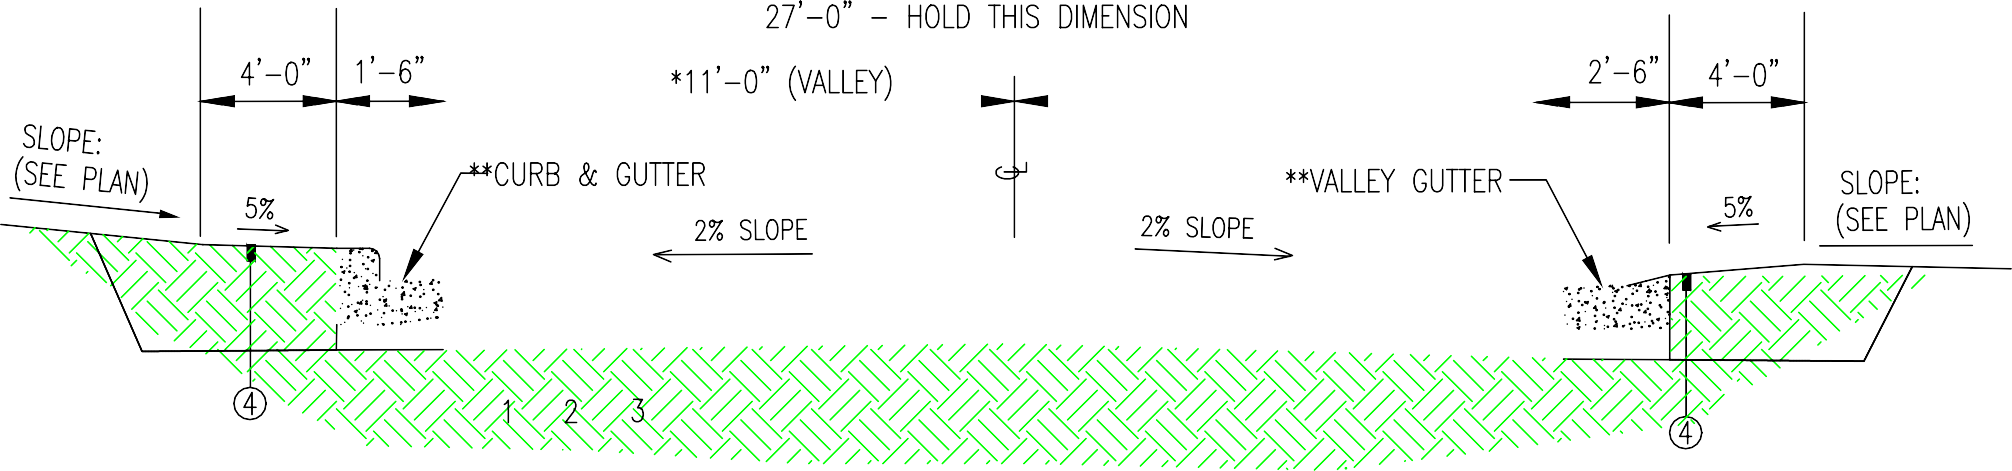 27'-0" - HOLD THIS DIMENSION
4'-0"
1'-6"
*11'-0" (VALLEY)
2'-6"
4'-0"
SLOPE:
(SEE PLAN)
**CURB & GUTTER
CL
**VALLEY GUTTER
SLOPE:
(SEE PLAN)
5%
2% SLOPE
2% SLOPE
5%
4
1 2 3
4